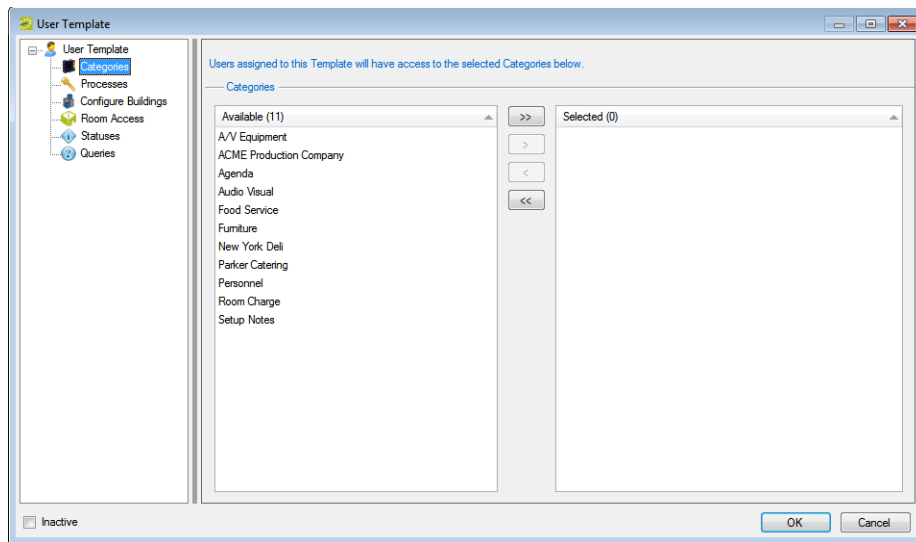 User Template
User Template
Categories
Processes
Configure Buildings
Room Access
Statuses
Queries
Users assigned to this Template will have access to the selected Categories below.
Categories
Available (11)
A/V Equipment
ACME Production Company
Agenda
Audio Visual
Food Service
Furniture
New York Deli
Parker Catering
Personnel
Room Charge
Setup Notes
>>
>
<
<<
Selected (0)
Inactive
OK
Cancel